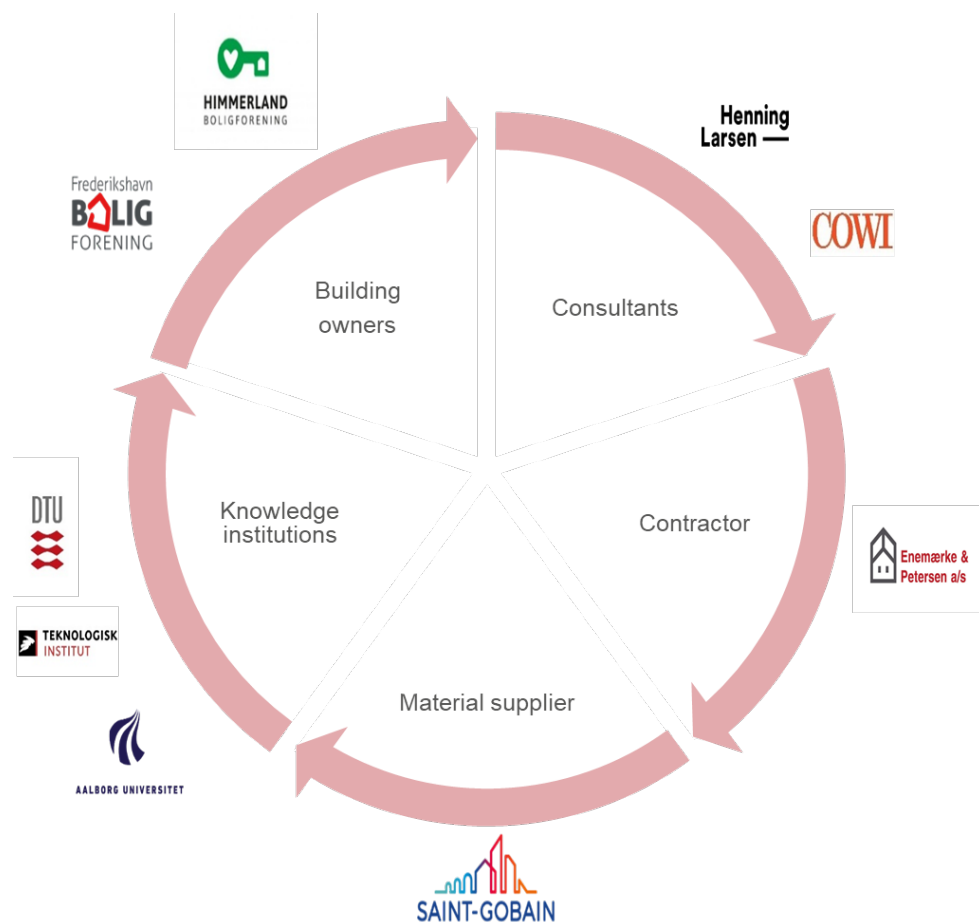 HIMMERLAND
BOLIGFORENING
Henning
Larsen
Frederikshavn
BOLIG
FORENING
COWI
Building
owners
Consultants
DTU
Knowledge
institutions
Contractor
Enemærke &
Petersen a/s
TEKNOLOGISK
INSTITUT
Material supplier
AALBORG UNIVERSITET
SAINT-GOBAIN